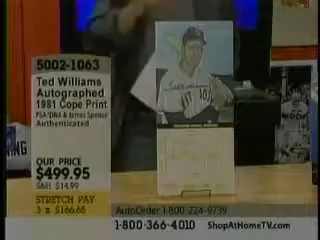 5002-1063
Ted Williams
Autographed
1981 Cope Print
PSA/DNA & James Spence
Authenticated
OUR PRICE
$499.95
S&H $14.99
STRETCH PAY
3 x $166.65
AutoOrder 1-800-224-9739
1-800-366-4010 ShopAtHomeTV.com